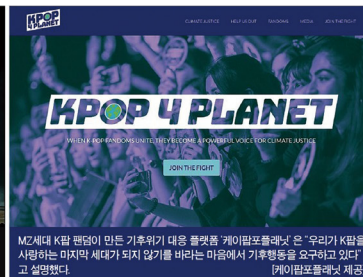 KPOP 4 PLANET
CLIMATE JUSTICE HELP US OUT FANDOMS MEDIA JOIN THE FIGHT
KPOP 4 PLANET
WHEN K-POP FANDOMS UNITE, THEY BECOME A POWERFUL VOICE FOR CLIMATE JUSTICE
JOIN THE FIGHT
MZ세대 K팝 팬덤이 만든 기후위기 대응 플랫폼 '케이팝포플래닛'은 "우리가 K팝을
사랑하는 마지막 세대가 되지 않기를 바라는 마음에서 기후행동을 요구하고 있다"
고 설명했다. [케이팝포플래닛 제공]